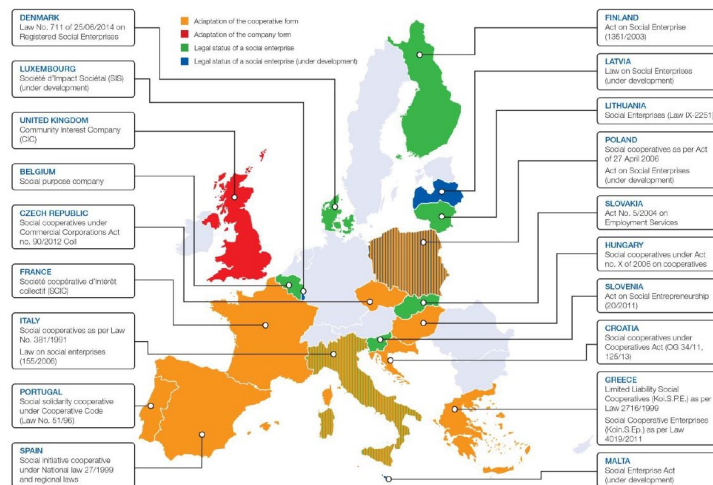 DENMARK
Law No. 711 of 25/06/2014 on
Registered Social Enterprises
LUXEMBOURG
Société d'Impact Sociétal (SIS)
(under development)
UNITED KINGDOM
Community Interest Company
(CIC)
BELGIUM
Social purpose company
CZECH REPUBLIC
Social cooperatives under
Commercial Corporations Act
no. 90/2012 Coll
FRANCE
Société coopérative d'intérêt
collectif (SCIC)
ITALY
Social cooperatives as per Law
No. 381/1991
Law on social enterprises
(155/2006)
PORTUGAL
Social solidarity cooperative
under Cooperative Code
(Law No. 51/96)
SPAIN
Social initiative cooperative
under National law 27/1999
and regional laws
Adaptation of the cooperative form
Adaptation of the company form
Legal status of a social enterprise
Legal status of a social enterprise (under development)
FINLAND
Act on Social Enterprise
(1351/2003)
LATVIA
Law on Social Enterprises
(under development)
LITHUANIA
Social Enterprises (Law IX-2251)
POLAND
Social cooperatives as per Act
of 27 April 2006
Act on Social Enterprises
(under development)
SLOVAKIA
Act No. 5/2004 on
Employment Services
HUNGARY
Social cooperatives under Act
no. X of 2006 on cooperatives
SLOVENIA
Act on Social Entrepreneurship
(20/2011)
CROATIA
Social cooperatives under
Cooperatives Act (OG 34/11,
125/13)
GREECE
Limited Liability Social
Cooperatives (Koi.S.P.E.) as per
Law 2716/1999
Social Cooperative Enterprises
(Koin.S.Ep.) as per Law
4019/2011
MALTA
Social Enterprise Act
(under development)